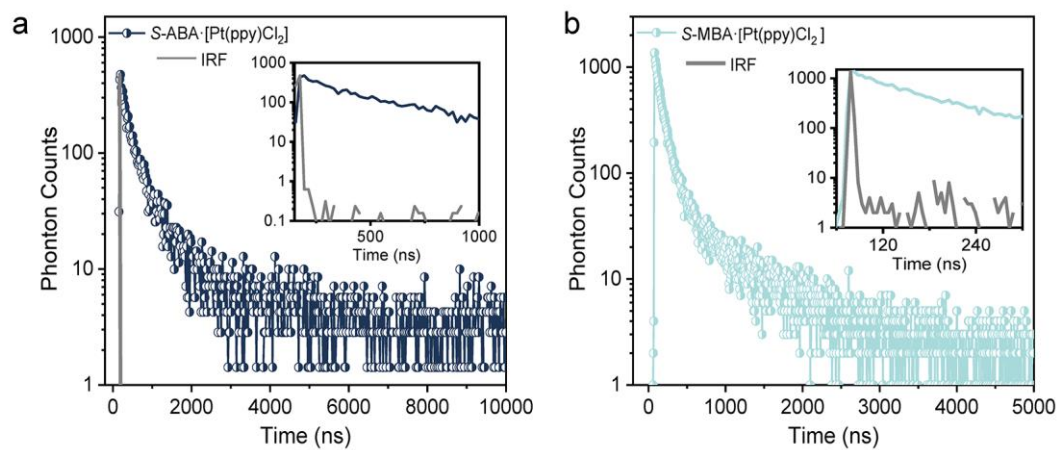 a
S-ABA·[Pt(ppy)Cl₂]
IRF
1000
100
10
1
Phonton Counts
0 2000 4000 6000 8000 10000
Time (ns)
1000
100
10
1
0.1
500 1000
Time (ns)
b
S-MBA·[Pt(ppy)Cl₂]
IRF
1000
100
10
1
Phonton Counts
0 1000 2000 3000 4000 5000
Time (ns)
1000
100
10
1
120 240
Time (ns)